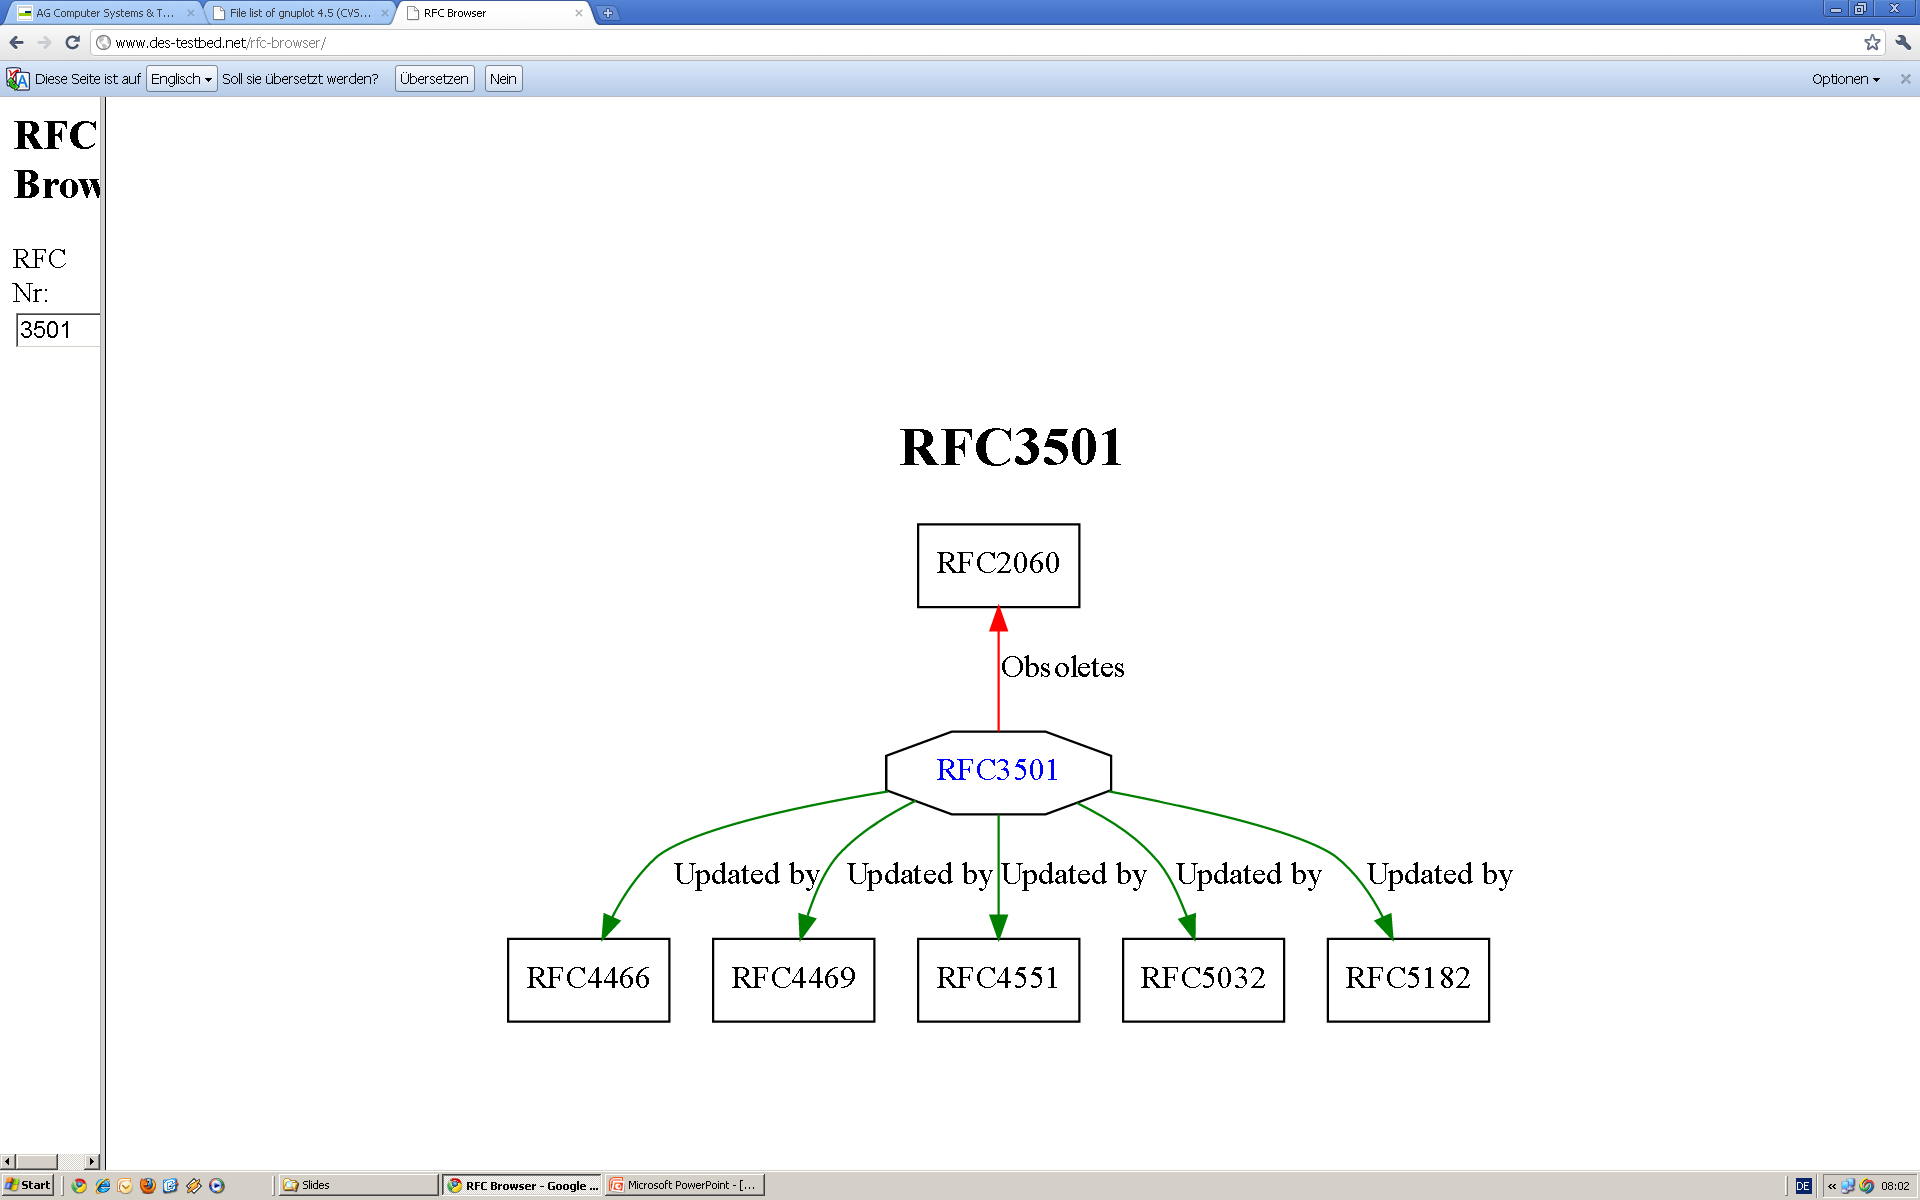 AG Computer Systems & T...
File list of gnuplot 4.5 (CVS...
RFC Browser
www.des-testbed.net/rfc-browser/
Diese Seite ist auf Englisch Soll sie übersetzt werden? Übersetzen Nein Optionen
RFC
Brow
RFC
Nr:
3501
RFC3501
RFC2060
Obsoletes
RFC3501
Updated by Updated by Updated by Updated by Updated by
RFC4466 RFC4469 RFC4551 RFC5032 RFC5182
Start Slides RFC Browser - Google ... Microsoft PowerPoint - [... DE « 08:02